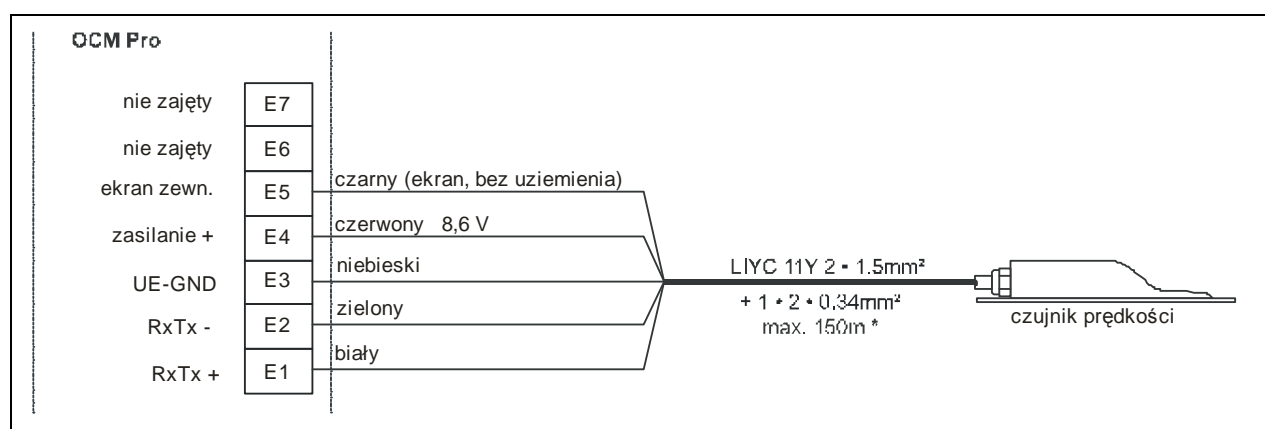 OCM Pro
nie zajęty E7
nie zajęty E6
ekran zewn. E5 czarny (ekran, bez uziemienia)
zasilanie + E4 czerwony 8,6 V
UE-GND E3 niebieski
RxTx - E2 zielony
RxTx + E1 biały
LIYC 11Y 2 * 1.5mm²
+ 1 * 2 * 0,34mm²
max. 150m *
czujnik prędkości